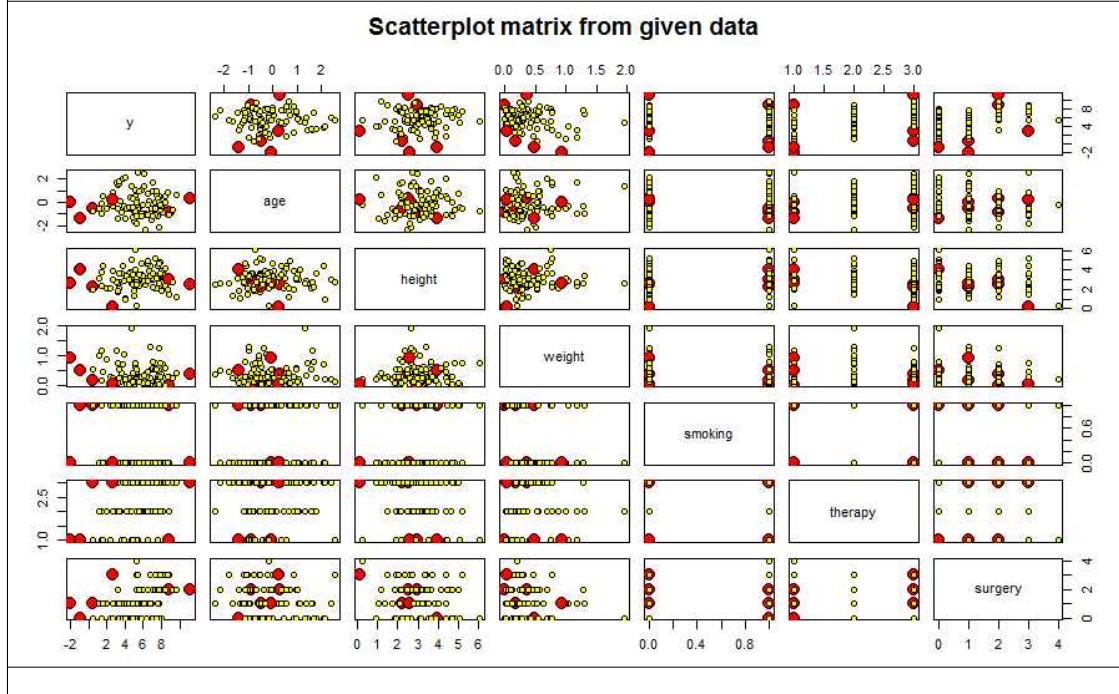 Scatterplot matrix from given data
-2 -1 0 1 2
0.0 0.5 1.0 1.5 2.0
1.0 1.5 2.0 2.5 3.0
y
-2 4 8
-2 0 2
age
height
0 2 4 6
0.0 1.0 2.0
weight
smoking
0.0 0.6
1.0 2.5
therapy
surgery
0 2 4
-2 0 2 4 6 8
0 1 2 3 4 5 6
0.0 0.4 0.8
0 1 2 3 4